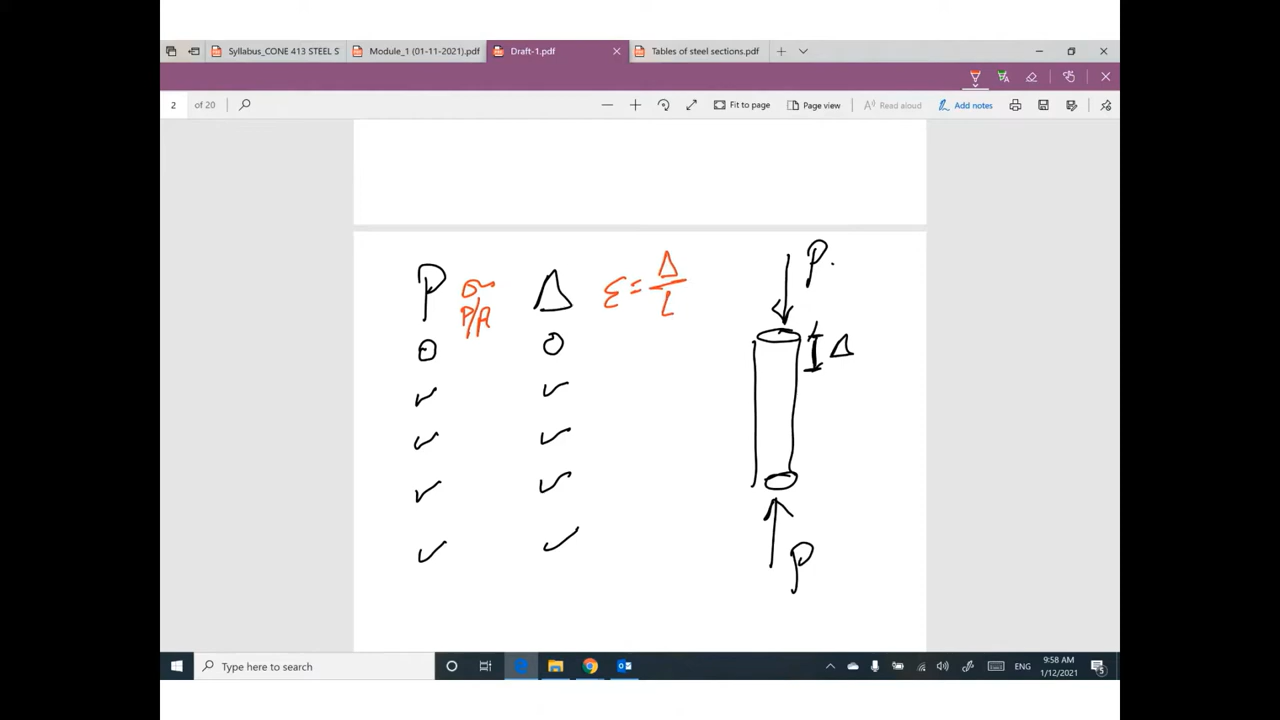 Syllabus_CONE 413 STEEL S
Module_1 (01-11-2021).pdf
Draft-1.pdf
Tables of steel sections.pdf
2 of 20
Fit to page
Page view
Read aloud
Add notes
P σ P/A Δ ε = Δ/L
0 0
P.
Δ
P
Type here to search
ENG
9:58 AM
1/12/2021
5